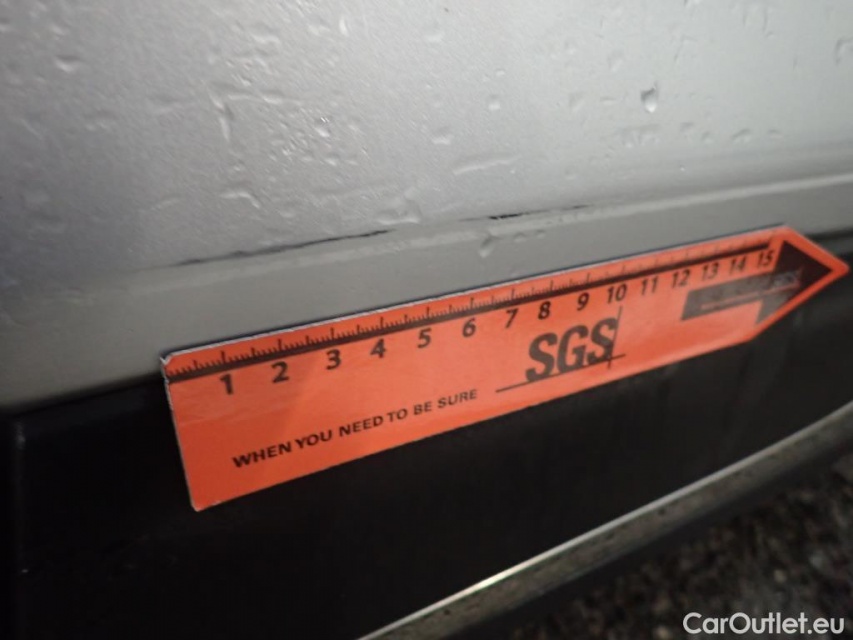 1 2 3 4 5 6 7 8 9 10 11 12 13 14 15
SGS
WHEN YOU NEED TO BE SURE
CarOutlet.eu